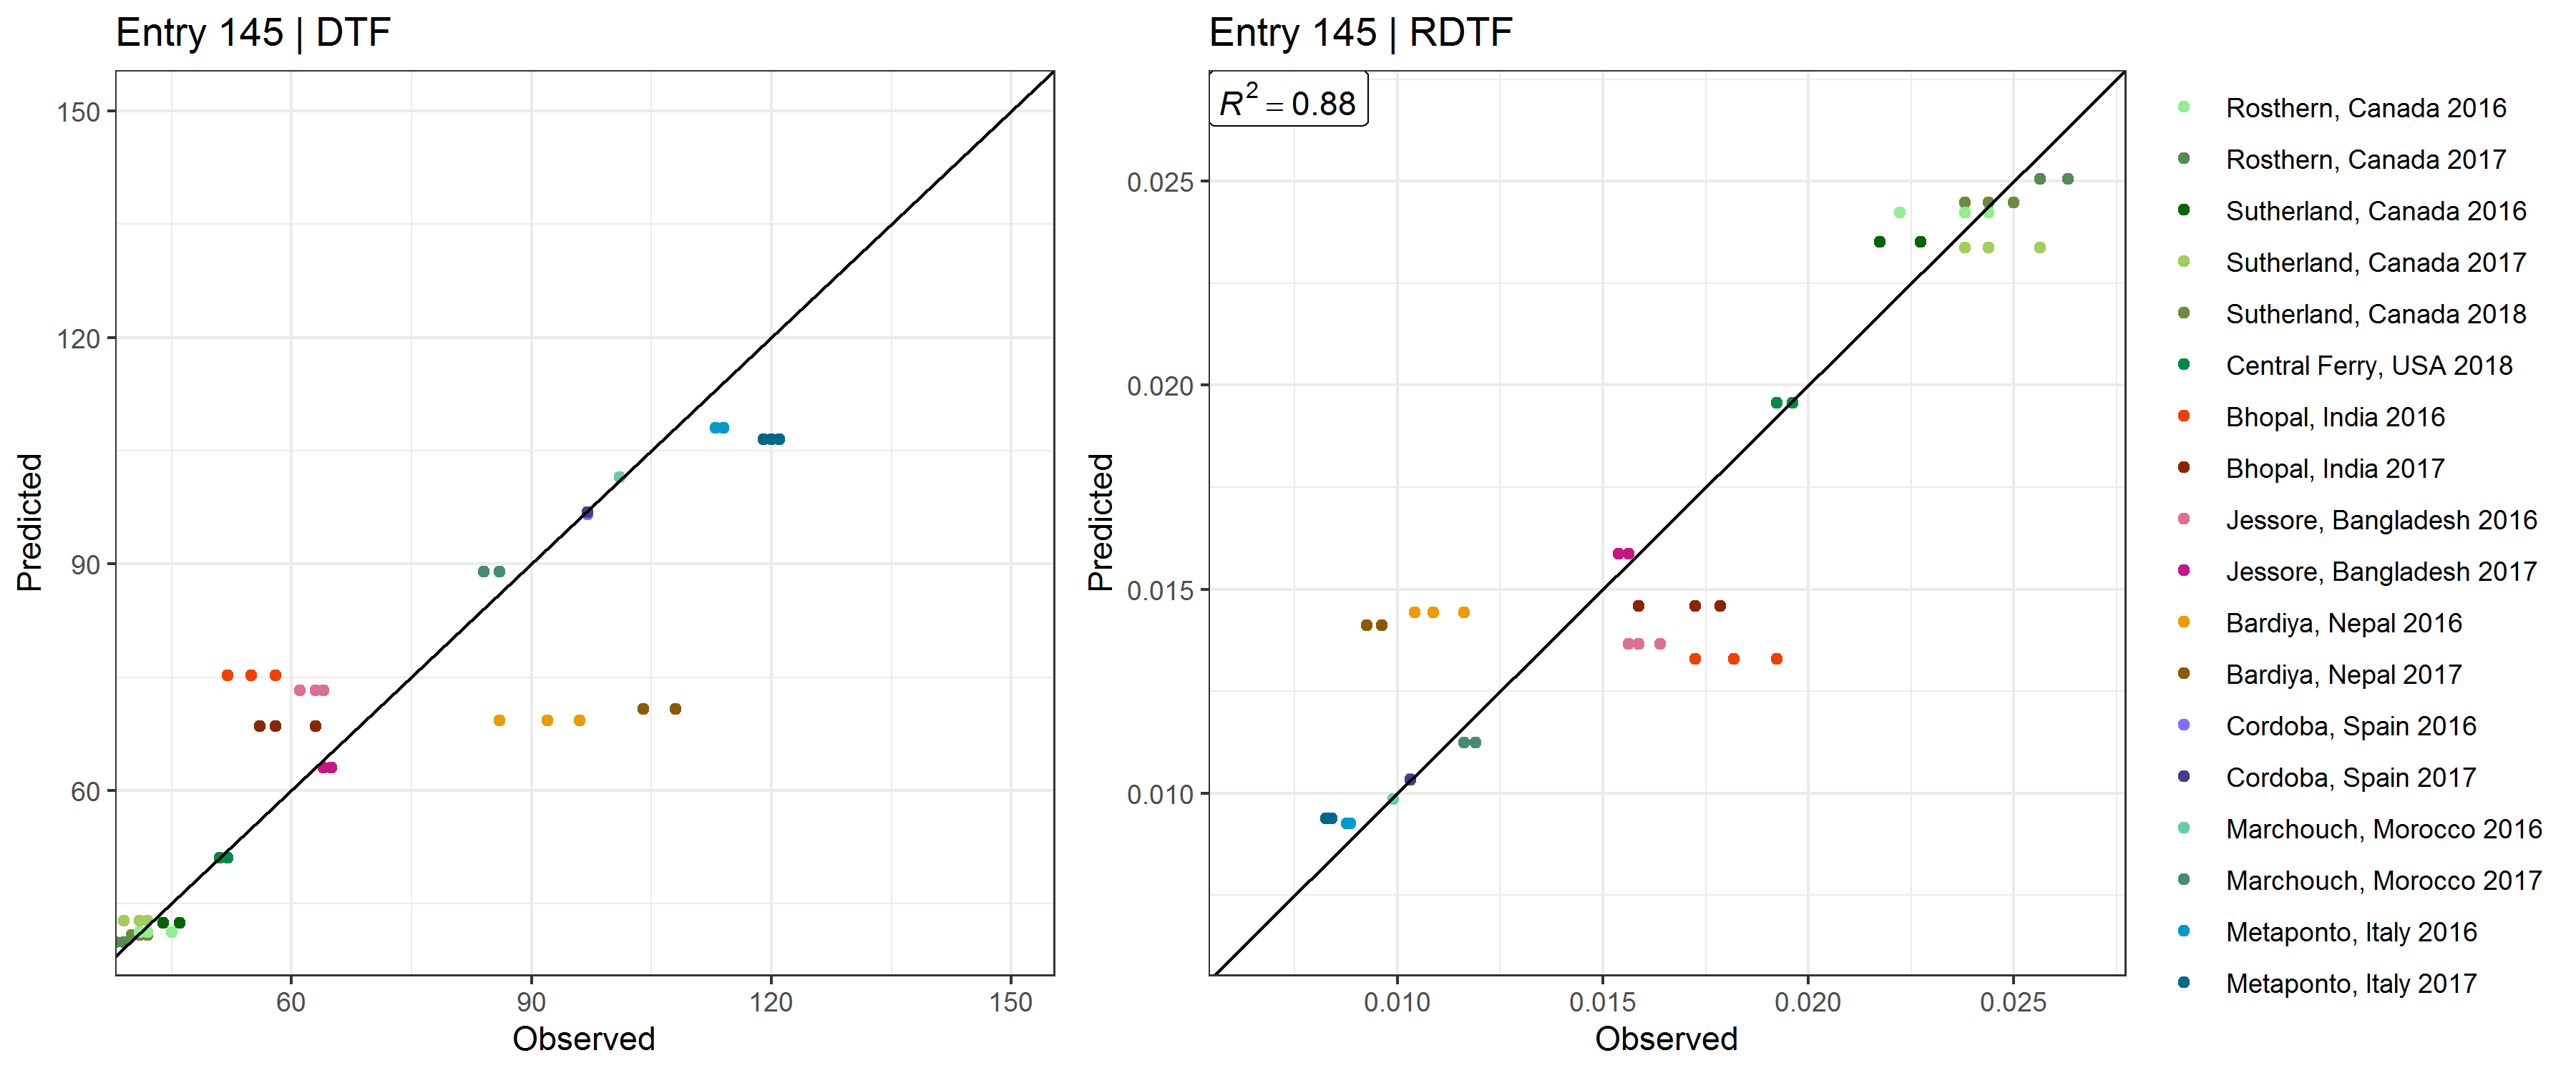 Entry 145 | DTF
150
120
90
60
60
90
120
150
Predicted
Observed
Entry 145 | RDTF
R² = 0.88
0.025
0.020
0.015
0.010
0.010
0.015
0.020
0.025
Predicted
Observed
Rosthern, Canada 2016
Rosthern, Canada 2017
Sutherland, Canada 2016
Sutherland, Canada 2017
Sutherland, Canada 2018
Central Ferry, USA 2018
Bhopal, India 2016
Bhopal, India 2017
Jessore, Bangladesh 2016
Jessore, Bangladesh 2017
Bardiya, Nepal 2016
Bardiya, Nepal 2017
Cordoba, Spain 2016
Cordoba, Spain 2017
Marchouch, Morocco 2016
Marchouch, Morocco 2017
Metaponto, Italy 2016
Metaponto, Italy 2017